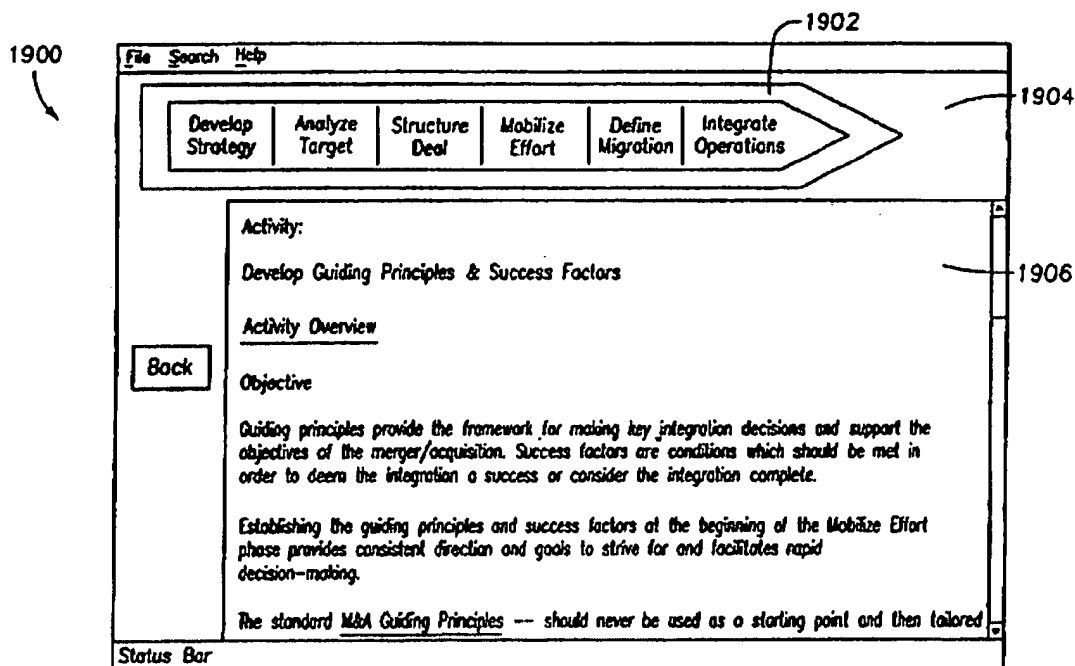 1902
1900
File Search Help
1904
Develop Strategy
Analyze Target
Structure Deal
Mobilize Effort
Define Migration
Integrate Operations
Activity:
Develop Guiding Principles & Success Factors
1906
Activity Overview
Back
Objective
Guiding principles provide the framework for making key integration decisions and support the
objectives of the merger/acquisition. Success factors are conditions which should be met in
order to deem the integration a success or consider the integration complete.
Establishing the guiding principles and success factors at the beginning of the Mobilize Effort
phase provides consistent direction and goals to strive for and facilitates rapid
decision-making.
The standard M&A Guiding Principles -- should never be used as a starting point and then tailored
Status Bar